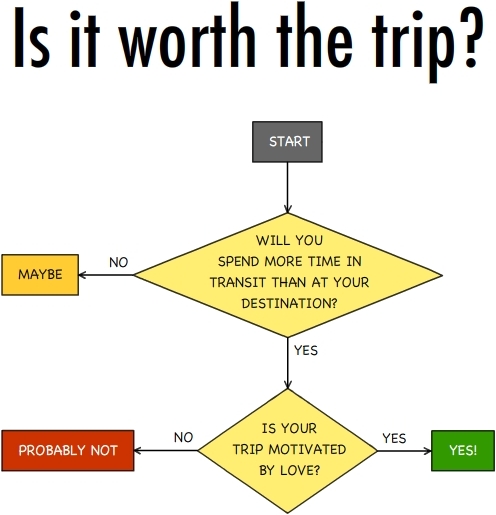 Is it worth the trip?
START
WILL YOU
SPEND MORE TIME IN
TRANSIT THAN AT YOUR
DESTINATION?
NO
MAYBE
YES
IS YOUR
TRIP MOTIVATED
BY LOVE?
NO
PROBABLY NOT
YES
YES!